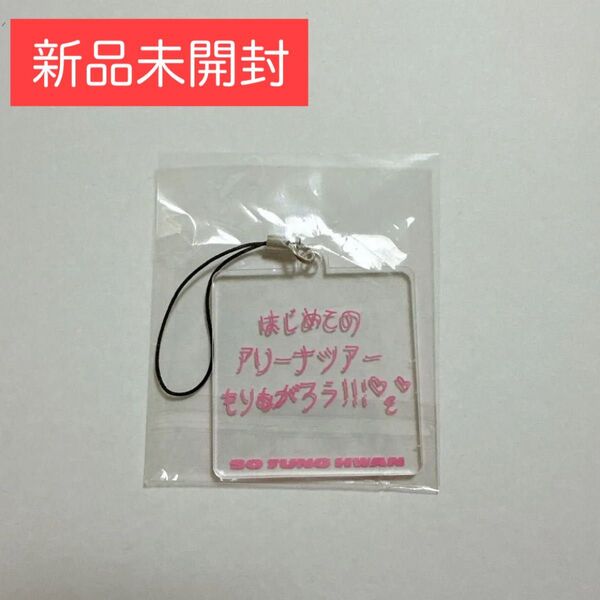 新品未開封
はじめての
アリーナツアー
もりあがろう!!!♡♡
SO JUNG HWAN